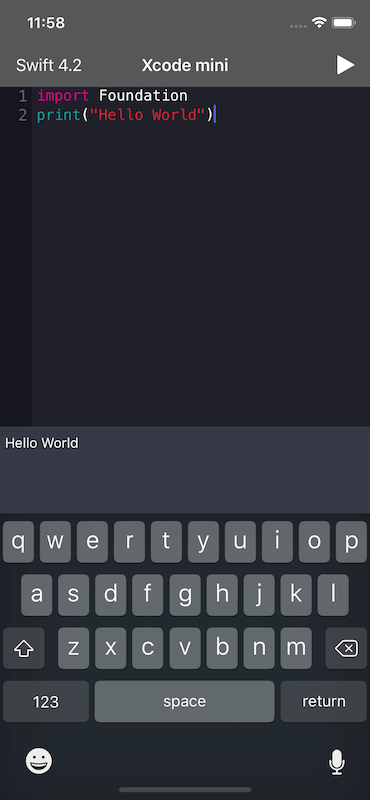 11:58
Swift 4.2 Xcode mini
1 import Foundation
2 print("Hello World")
Hello World
q w e r t y u i o p
a s d f g h j k l
z x c v b n m
123 space return